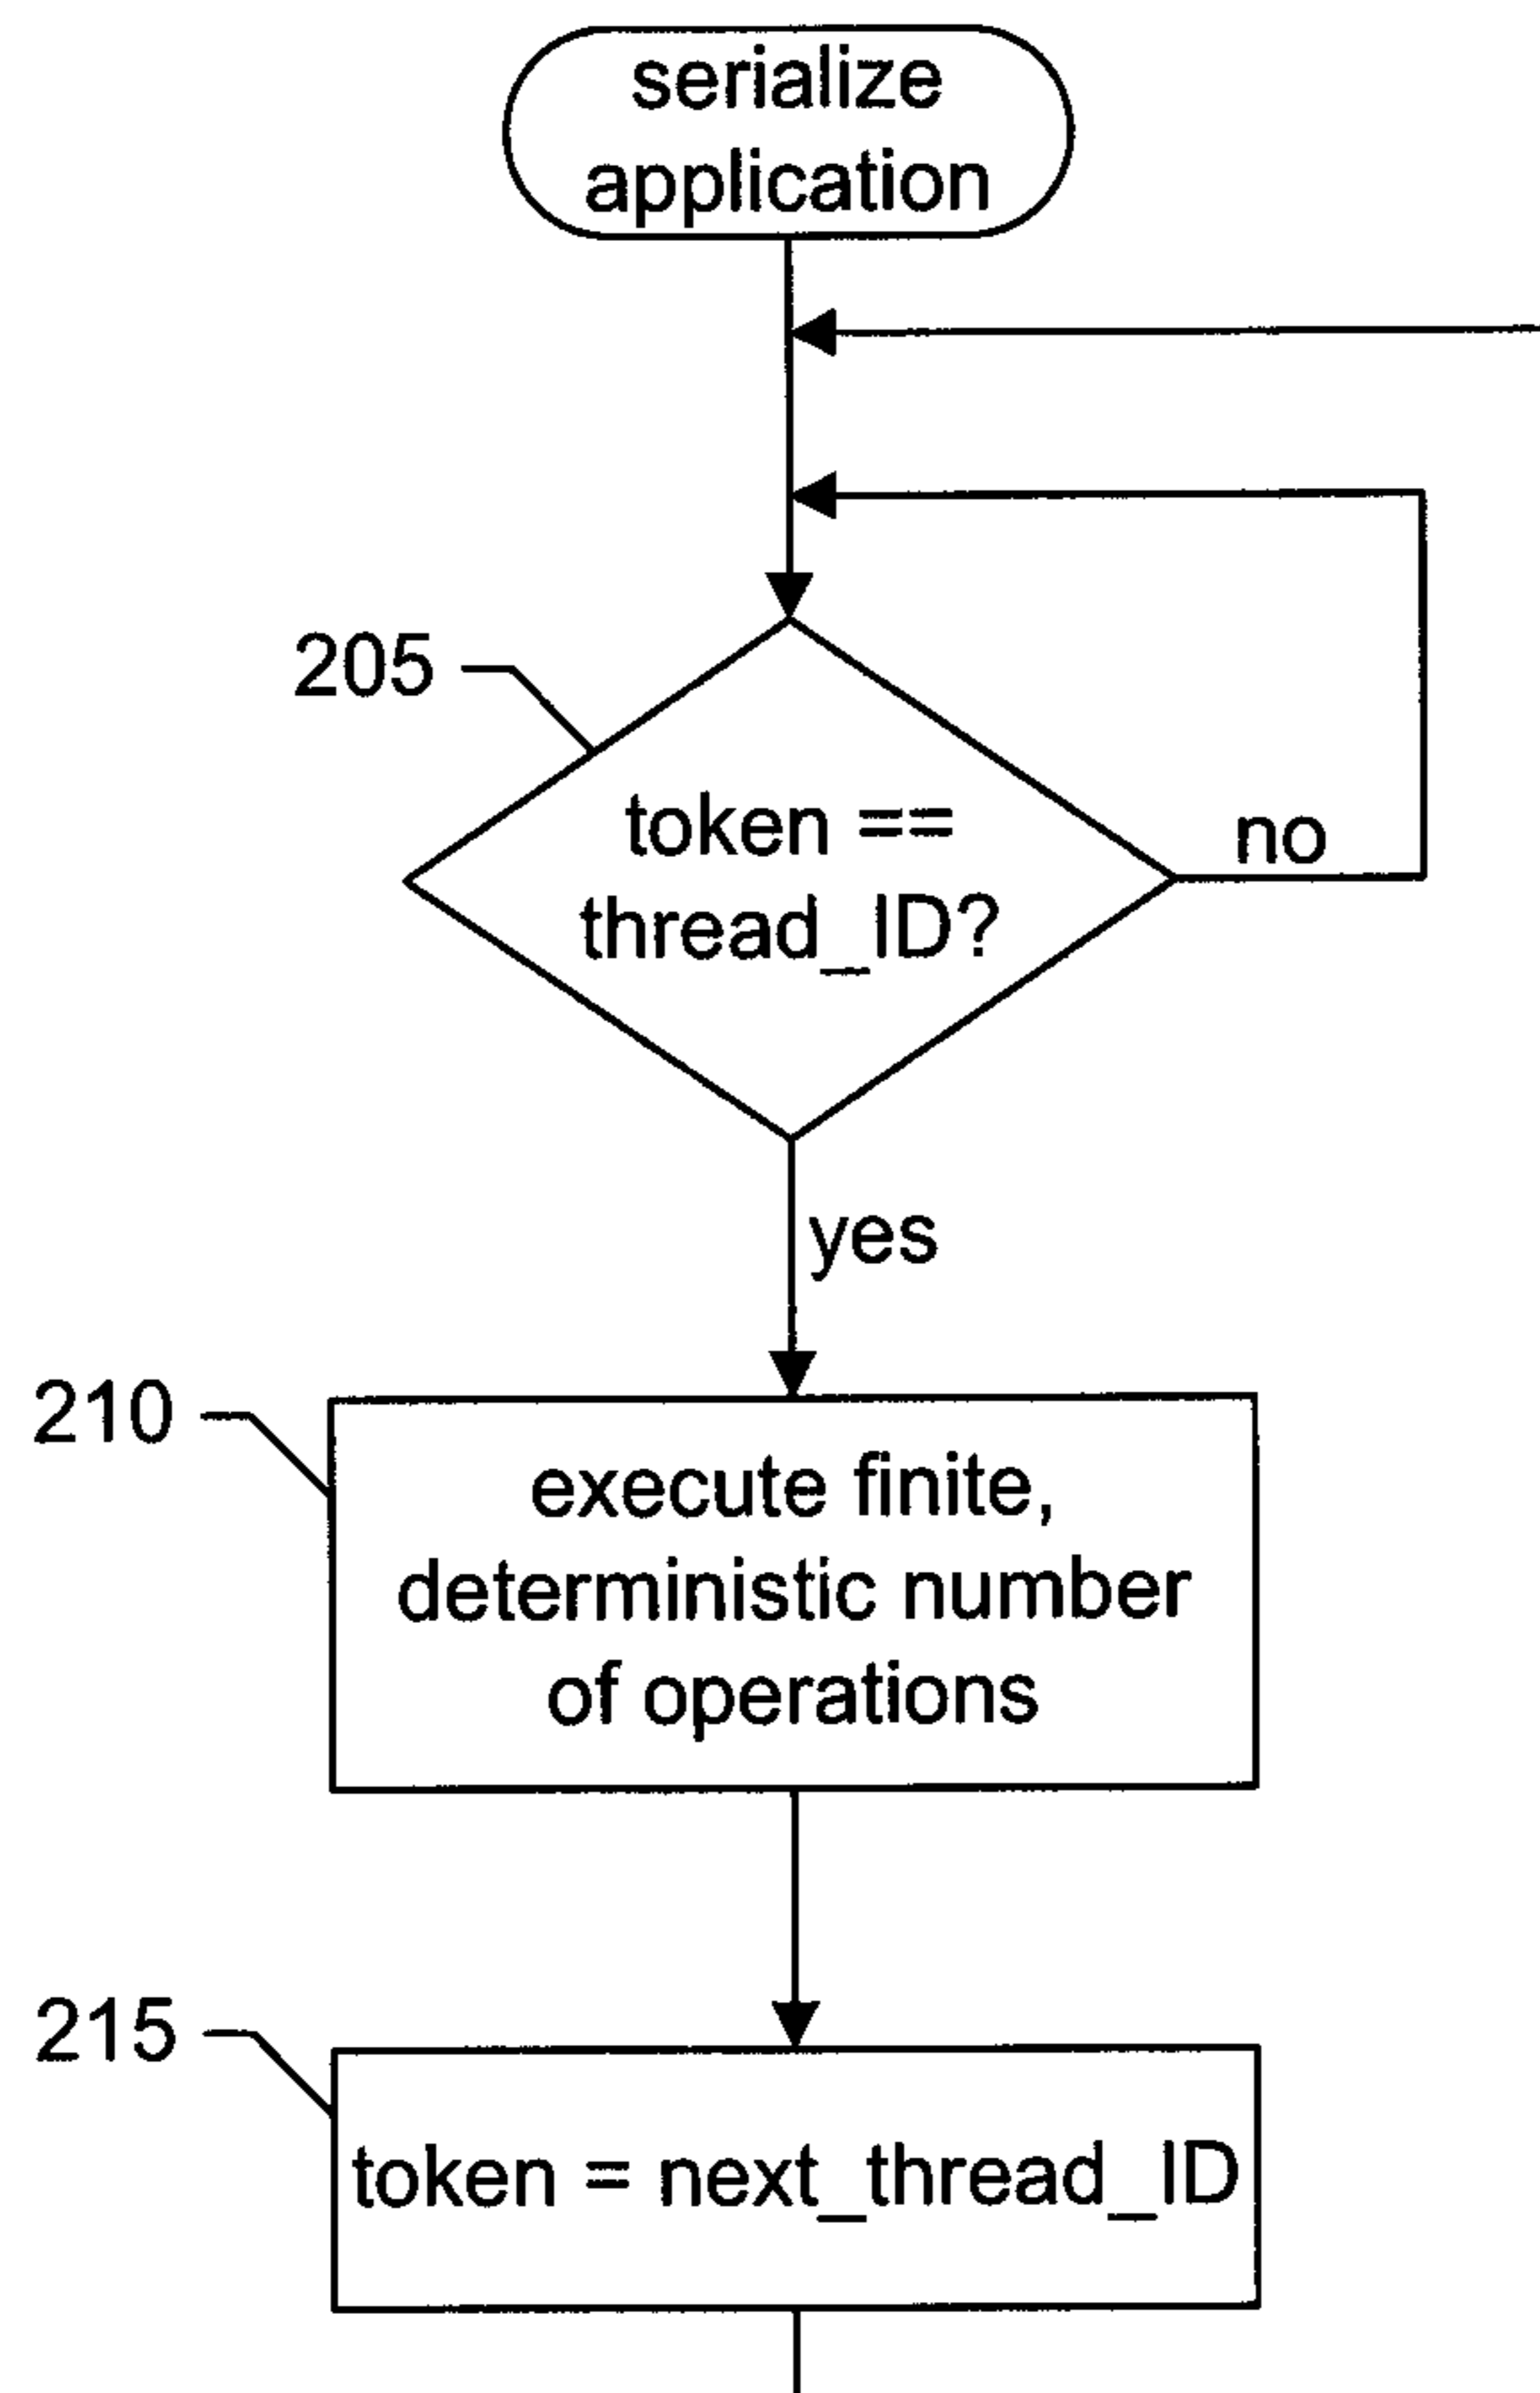 serialize
application
205
token ==
thread_ID?
no
yes
210
execute finite,
deterministic number
of operations
215
token = next_thread_ID